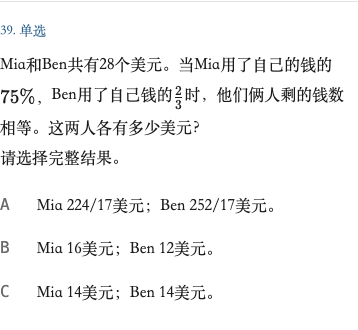 39. 单选
Mia和Ben共有28个美元。当Mia用了自己的钱的
75%，Ben用了自己钱的2/3时，他们俩人剩的钱数
相等。这两人各有多少美元?
请选择完整结果。
A Mia 224/17美元；Ben 252/17美元。
B Mia 16美元；Ben 12美元。
C Mia 14美元；Ben 14美元。